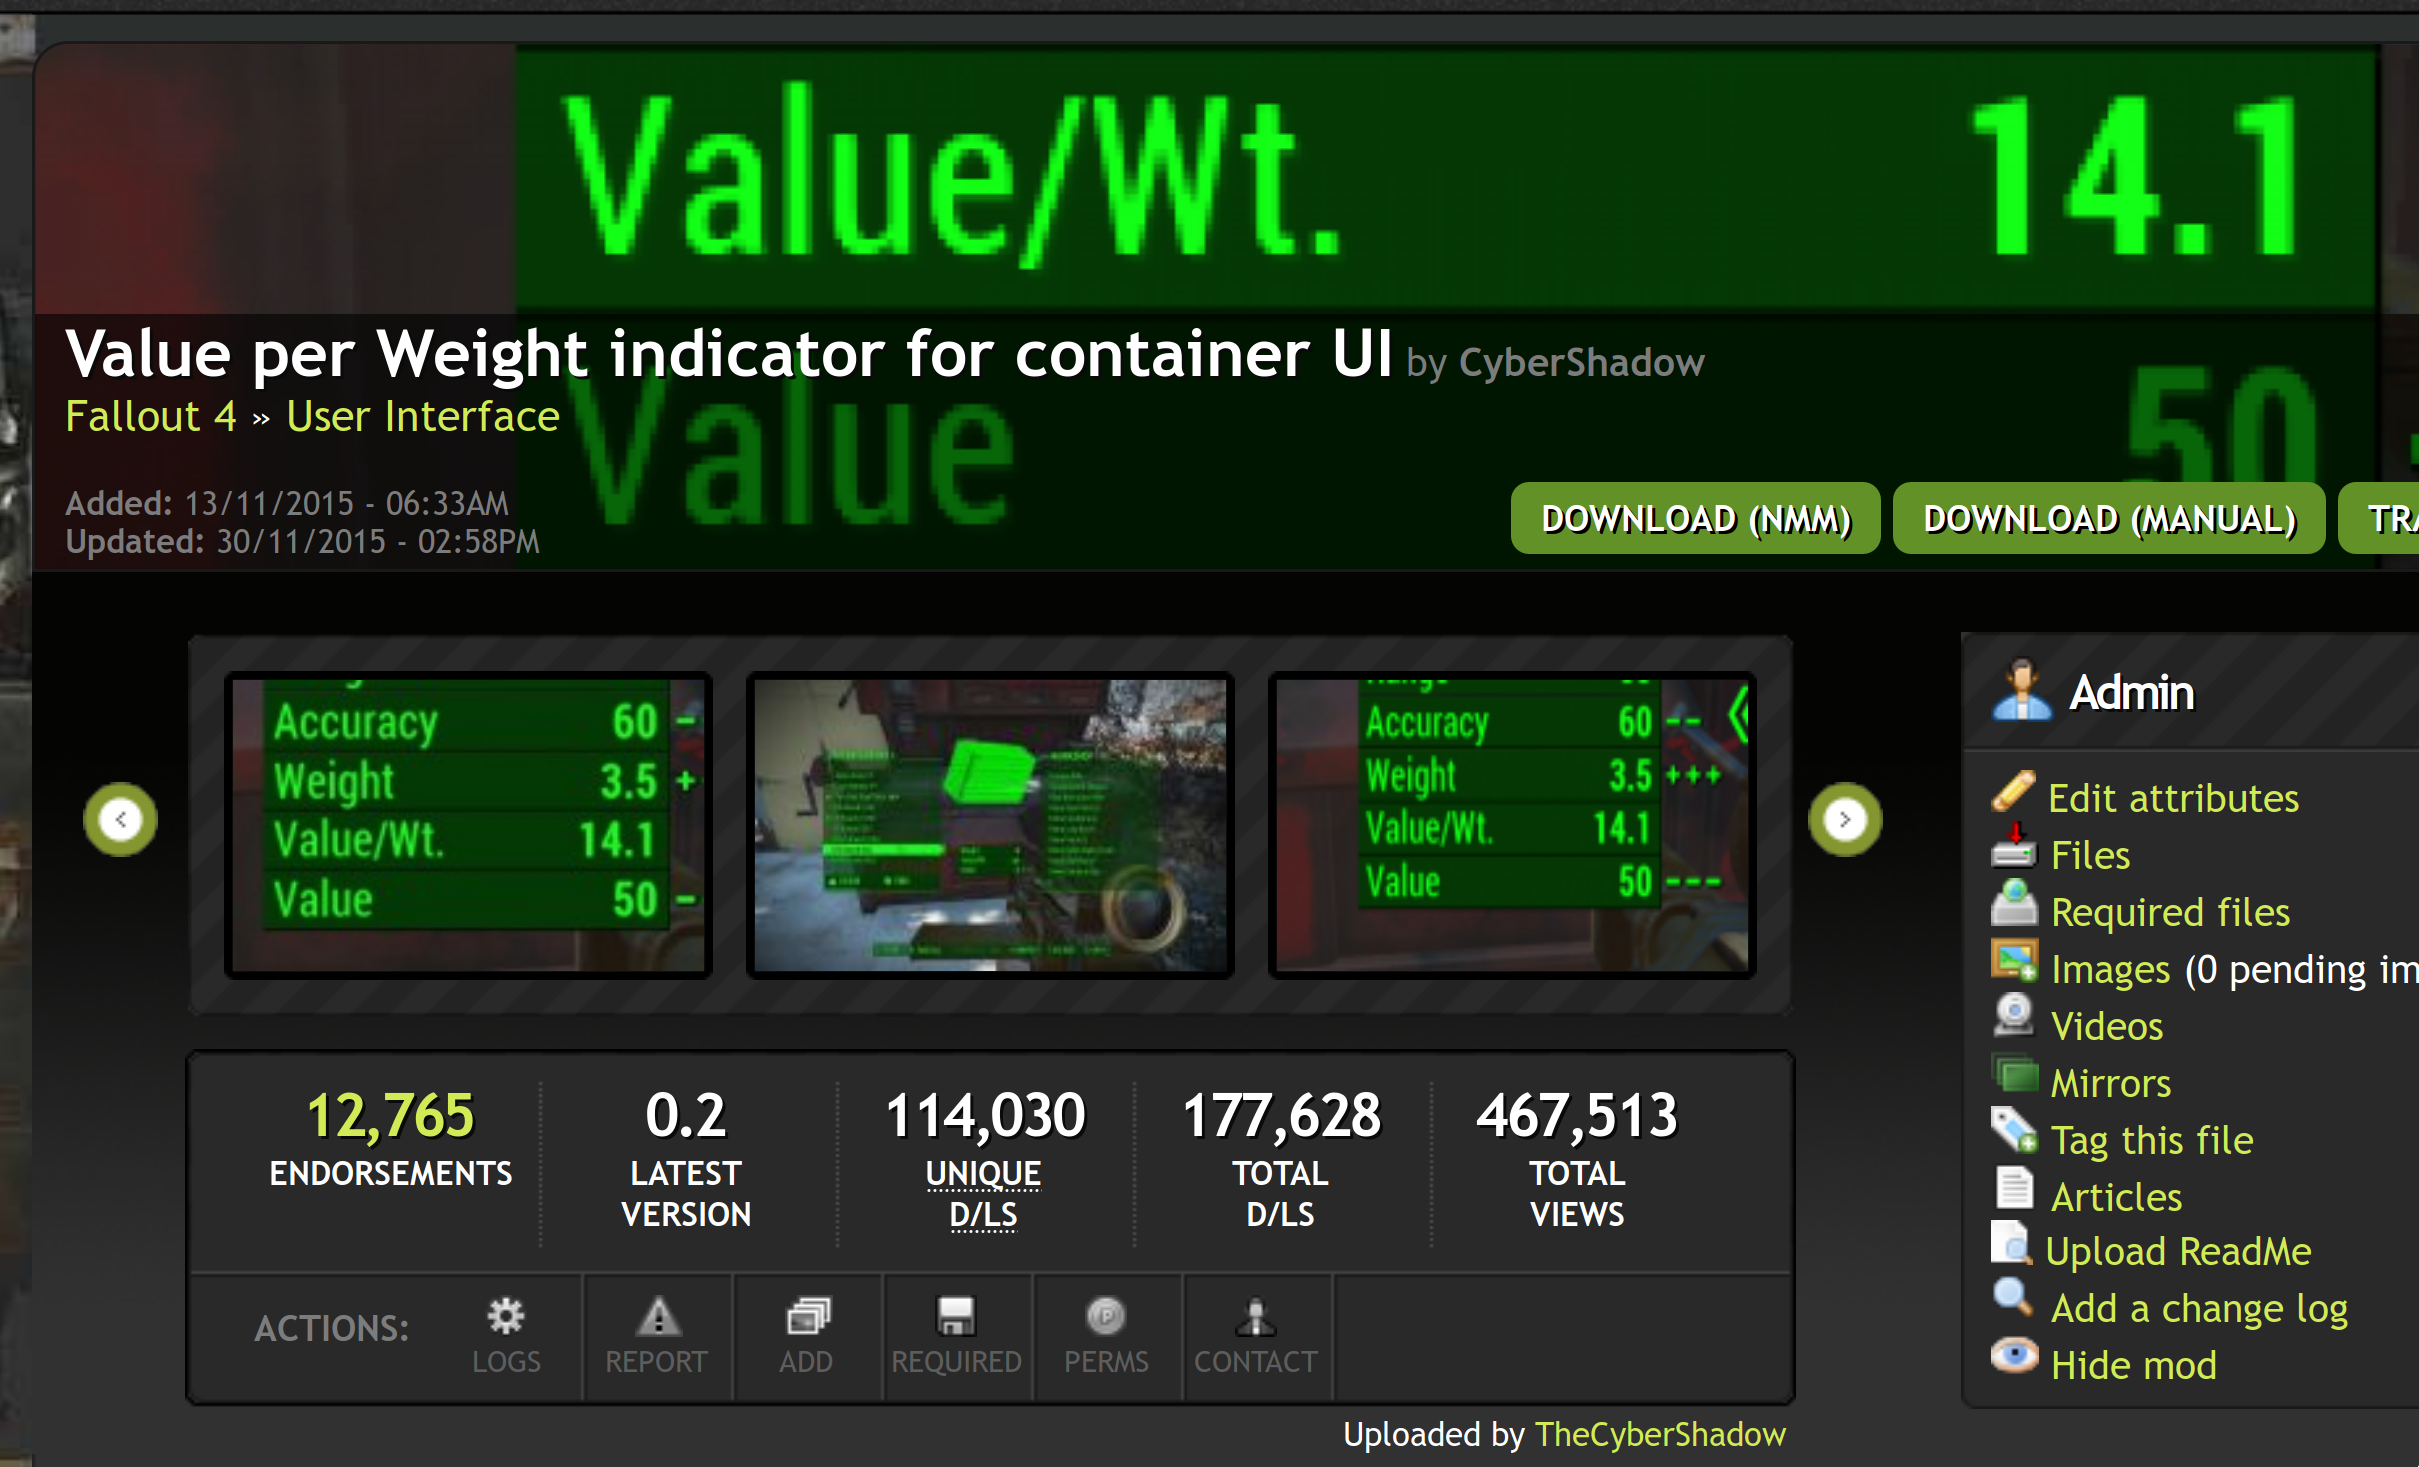 Value/Wt. 14.1
Value per Weight indicator for container UI by CyberShadow
Value 50
Fallout 4 » User Interface
Added: 13/11/2015 - 06:33AM
Updated: 30/11/2015 - 02:58PM
DOWNLOAD (NMM) DOWNLOAD (MANUAL)
Accuracy 60 -
Weight 3.5 +
Value/Wt. 14.1
Value 50 -
Accuracy 60 --
Weight 3.5 +++
Value/Wt. 14.1
Value 50 ---
Admin
Edit attributes
Files
Required files
Images (0 pending im
Videos
Mirrors
Tag this file
Articles
Upload ReadMe
Add a change log
Hide mod
12,765 ENDORSEMENTS
0.2 LATEST VERSION
114,030 UNIQUE D/LS
177,628 TOTAL D/LS
467,513 TOTAL VIEWS
ACTIONS: LOGS REPORT ADD REQUIRED PERMS CONTACT
Uploaded by TheCyberShadow